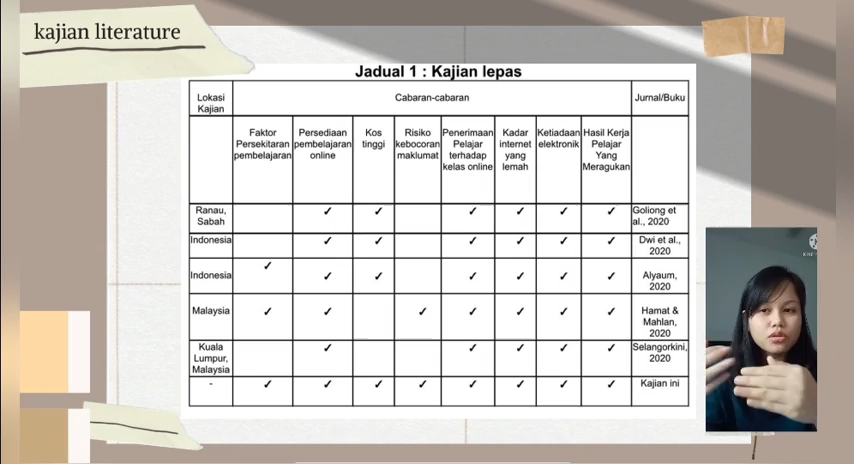 kajian literature
Jadual 1 : Kajian lepas
Lokasi
Kajian
Cabaran-cabaran
Jurnal/Buku
Faktor
Persekitaran
pembelajaran
Persediaan
pembelajaran
online
Kos
tinggi
Risiko
kebocoran
maklumat
Penerimaan
Pelajar
terhadap
kelas online
Kadar
internet
yang
lemah
Ketiadaan
elektronik
Hasil Kerja
Pelajar
Yang
Meragukan
Ranau,
Sabah
✓ ✓ ✓ ✓ ✓ ✓
Goliong et
al., 2020
Indonesia
✓ ✓ ✓ ✓ ✓ ✓
Dwi et al.,
2020
Indonesia
✓ ✓ ✓ ✓ ✓ ✓ ✓
Alyaum,
2020
Malaysia
✓ ✓ ✓ ✓ ✓ ✓ ✓
Hamat &
Mahlan,
2020
Kuala
Lumpur,
Malaysia
✓ ✓ ✓ ✓ ✓
Selangorkini,
2020
- ✓ ✓ ✓ ✓ ✓ ✓ ✓ ✓ Kajian ini